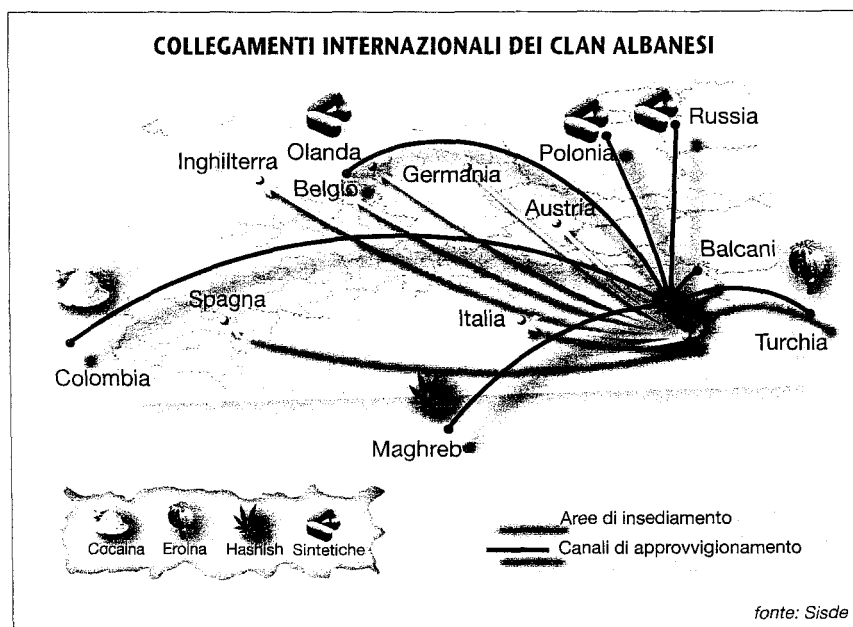 COLLEGAMENTI INTERNAZIONALI DEI CLAN ALBANESI
Russia
Olanda
Polonia
Inghilterra
Germania
Belgio
Austria
Balcani
Spagna
Italia
Turchia
Colombia
Maghreb
Aree di insediamento
Cocaina Eroina Hashish Sintetiche
Canali di approvvigionamento
fonte: Sisde